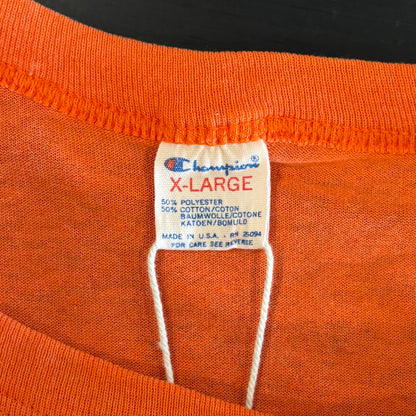 Champion®
X-LARGE
50% POLYESTER
50% COTTON/COTON
BAUMWOLLE/COTONE
KATOEN/BOMULD
MADE IN U.S.A. - RN 26094
FOR CARE SEE REVERSE